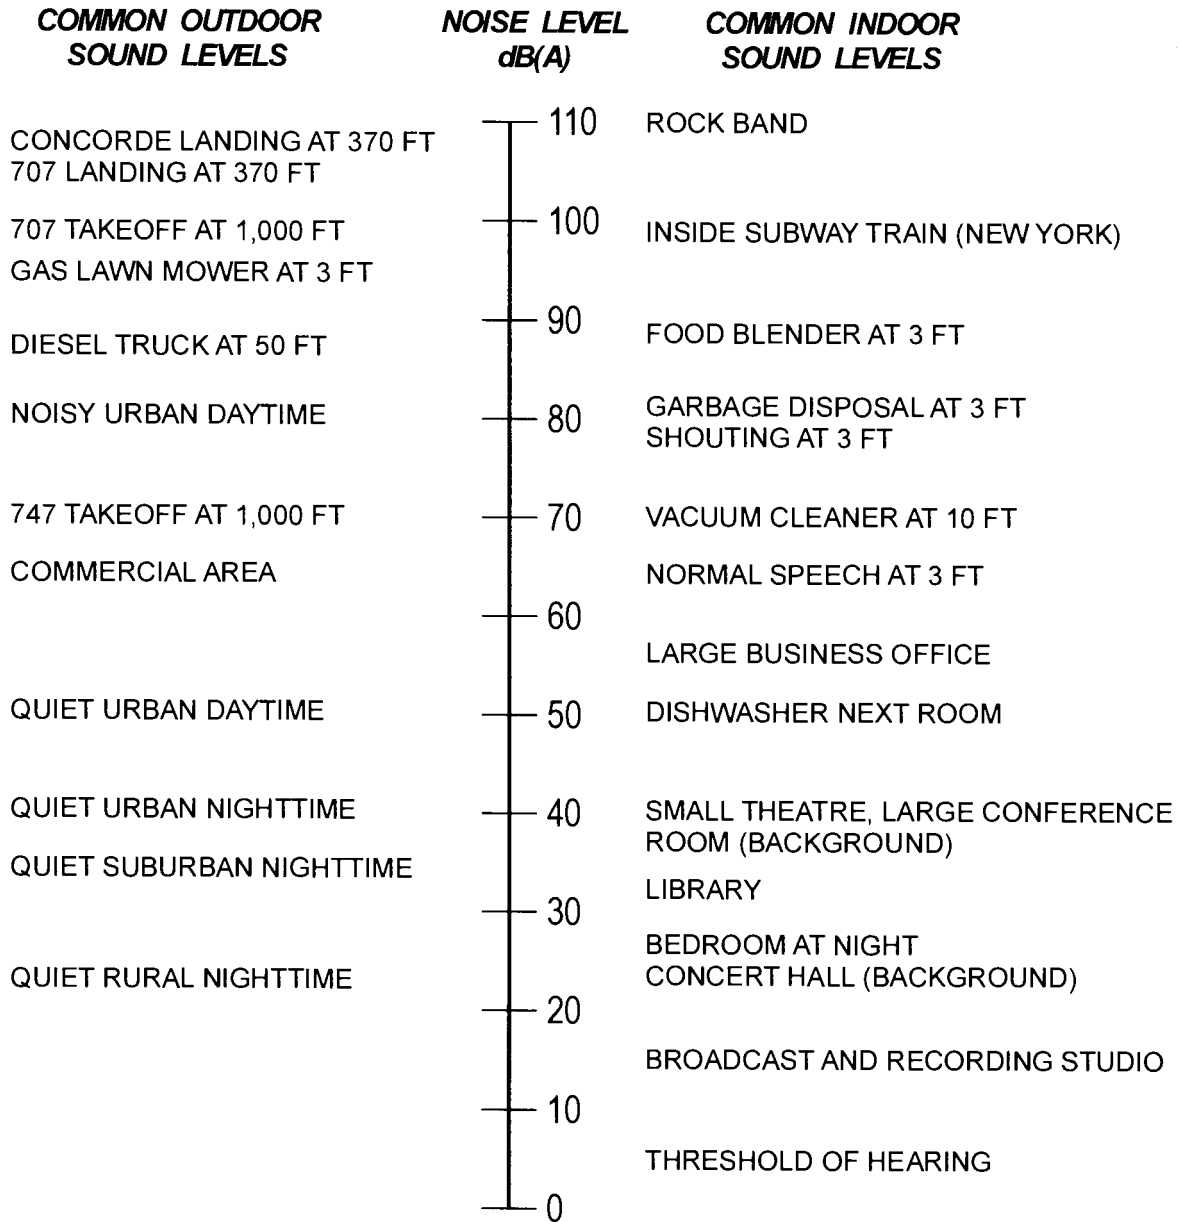 COMMON OUTDOOR
SOUND LEVELS
NOISE LEVEL
dB(A)
COMMON INDOOR
SOUND LEVELS
CONCORDE LANDING AT 370 FT
707 LANDING AT 370 FT
707 TAKEOFF AT 1,000 FT
GAS LAWN MOWER AT 3 FT
DIESEL TRUCK AT 50 FT
NOISY URBAN DAYTIME
747 TAKEOFF AT 1,000 FT
COMMERCIAL AREA
QUIET URBAN DAYTIME
QUIET URBAN NIGHTTIME
QUIET SUBURBAN NIGHTTIME
QUIET RURAL NIGHTTIME
110
100
90
80
70
60
50
40
30
20
10
0
ROCK BAND
INSIDE SUBWAY TRAIN (NEW YORK)
FOOD BLENDER AT 3 FT
GARBAGE DISPOSAL AT 3 FT
SHOUTING AT 3 FT
VACUUM CLEANER AT 10 FT
NORMAL SPEECH AT 3 FT
LARGE BUSINESS OFFICE
DISHWASHER NEXT ROOM
SMALL THEATRE, LARGE CONFERENCE
ROOM (BACKGROUND)
LIBRARY
BEDROOM AT NIGHT
CONCERT HALL (BACKGROUND)
BROADCAST AND RECORDING STUDIO
THRESHOLD OF HEARING